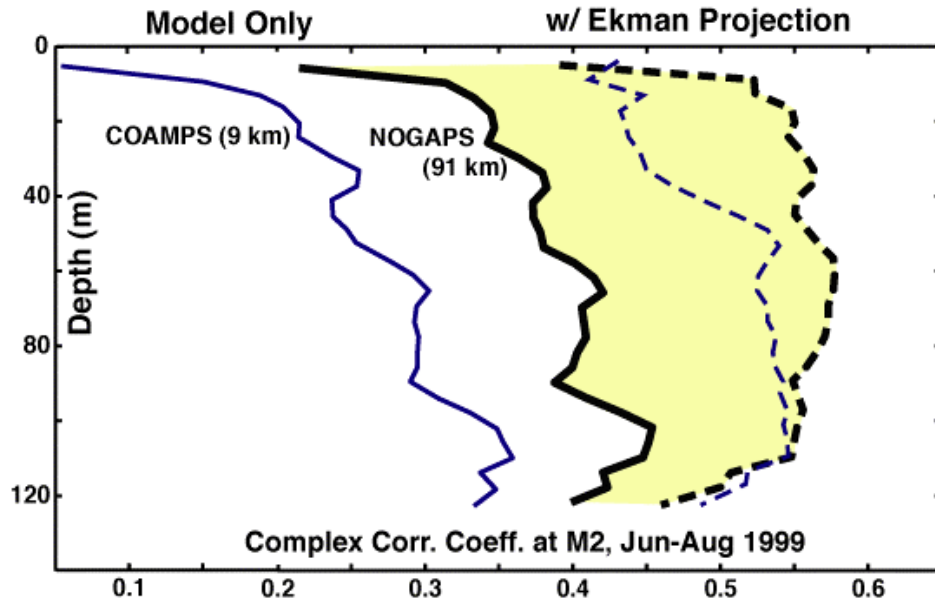 Model Only
w/ Ekman Projection
0
40
80
120
Depth (m)
COAMPS (9 km)
NOGAPS
(91 km)
Complex Corr. Coeff. at M2, Jun-Aug 1999
0.1
0.2
0.3
0.4
0.5
0.6